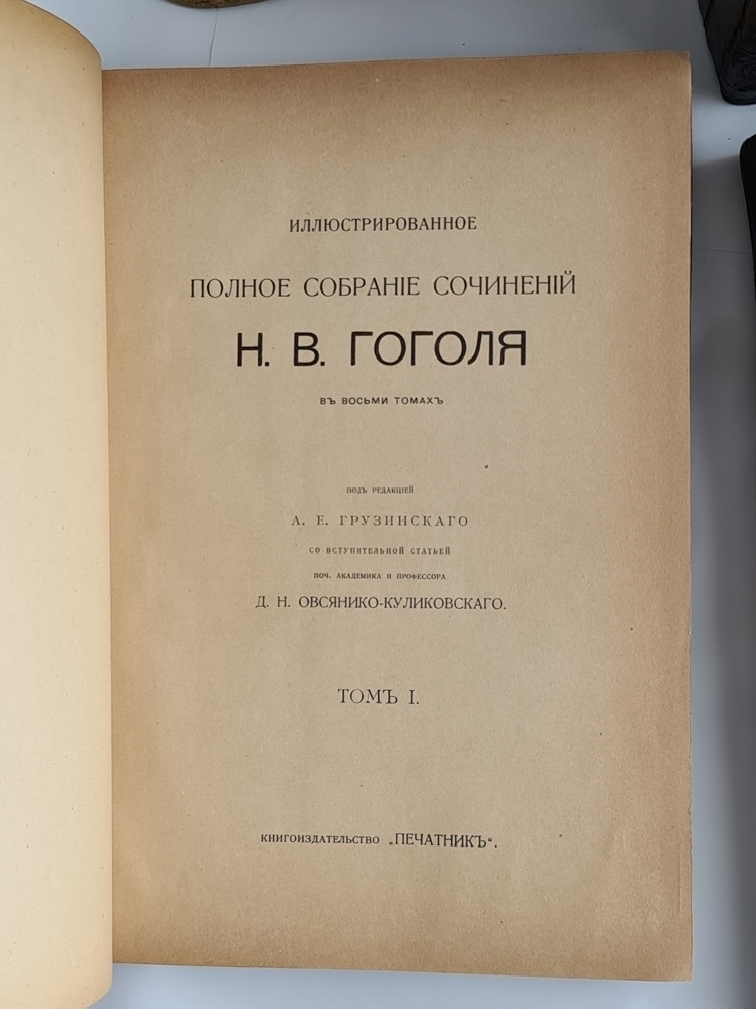 ИЛЛЮСТРИРОВАННОЕ
ПОЛНОЕ СОБРАНІЕ СОЧИНЕНІЙ
Н. В. ГОГОЛЯ
ВЪ ВОСЬМИ ТОМАХЪ
ПОДЪ РЕДАКЦІЕЙ
А. Е. ГРУЗИНСКАГО
СО ВСТУПИТЕЛЬНОЙ СТАТЬЕЙ
ПОЧ. АКАДЕМИКА И ПРОФЕССОРА
Д. Н. ОВСЯНИКО-КУЛИКОВСКАГО.
ТОМЪ I.
КНИГОИЗДАТЕЛЬСТВО „ПЕЧАТНИКЪ“.